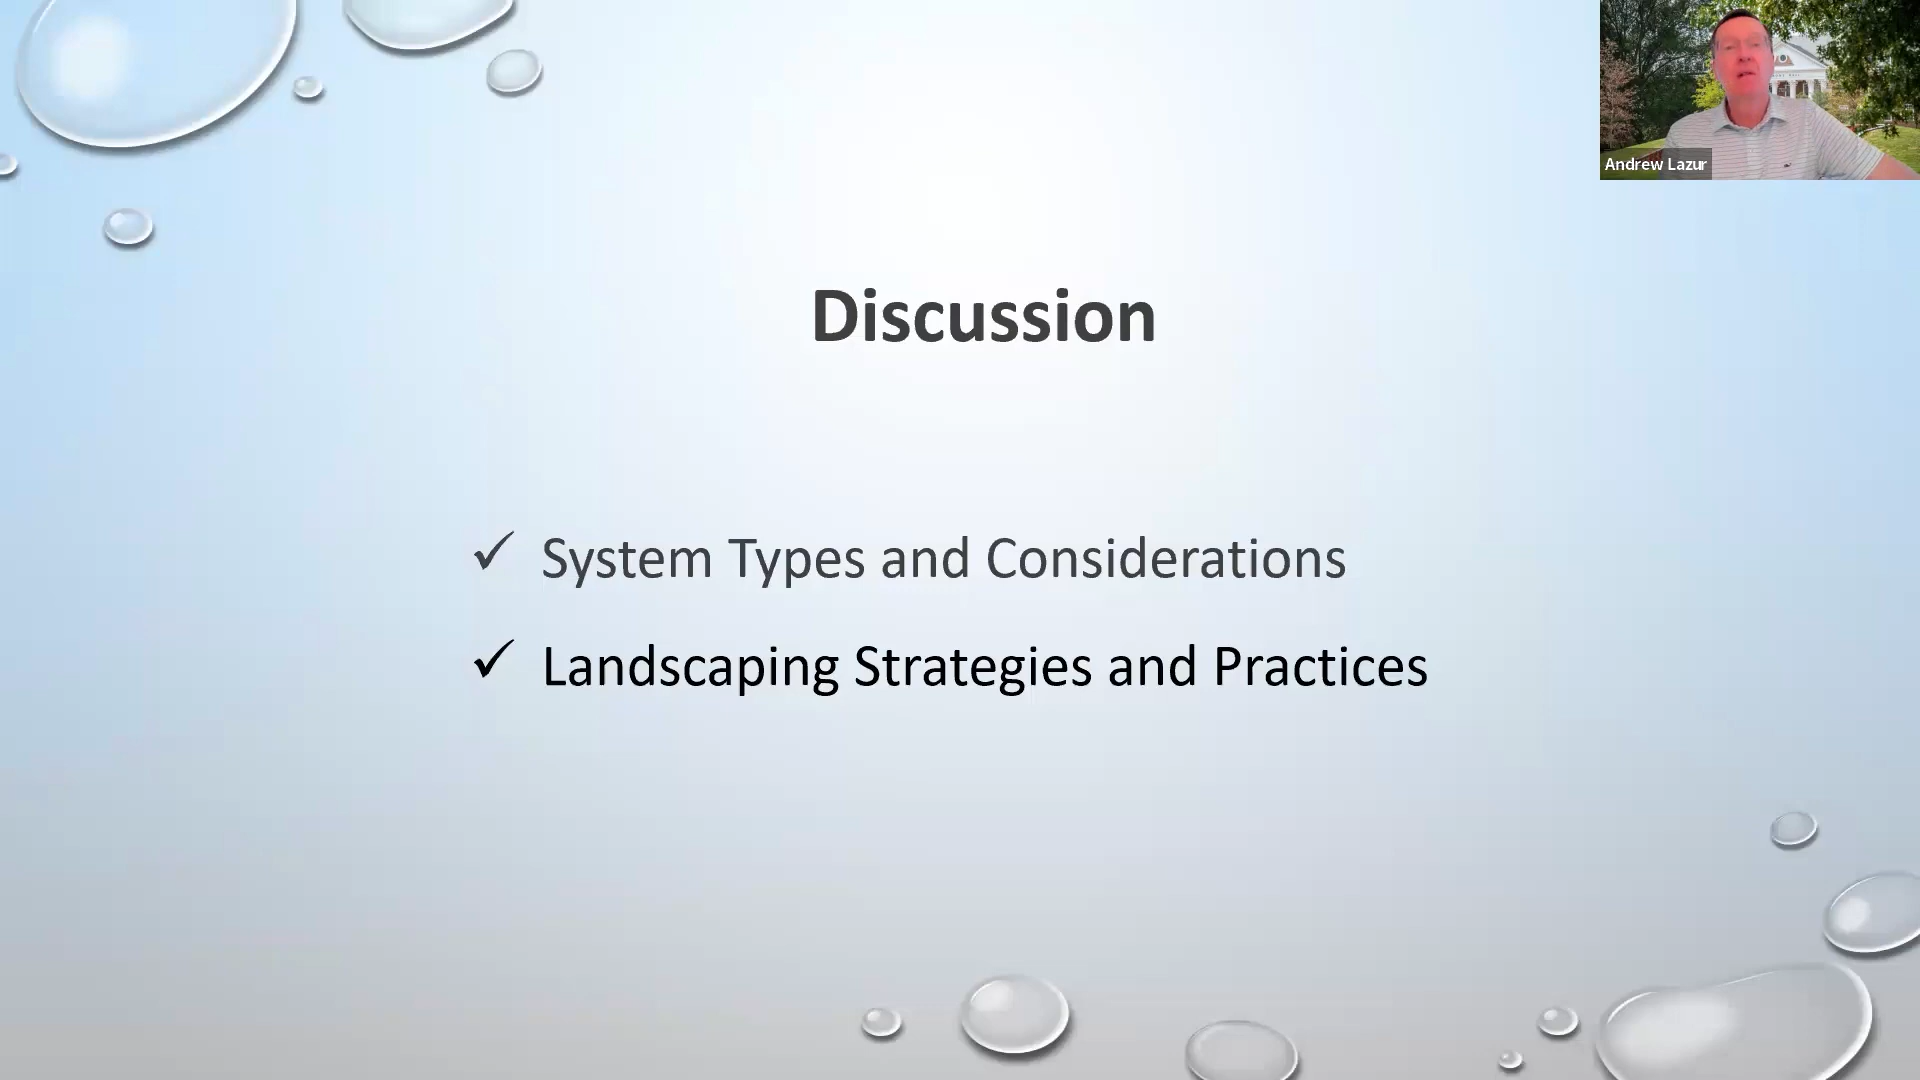 Andrew Lazur
Discussion
✓ System Types and Considerations
✓ Landscaping Strategies and Practices